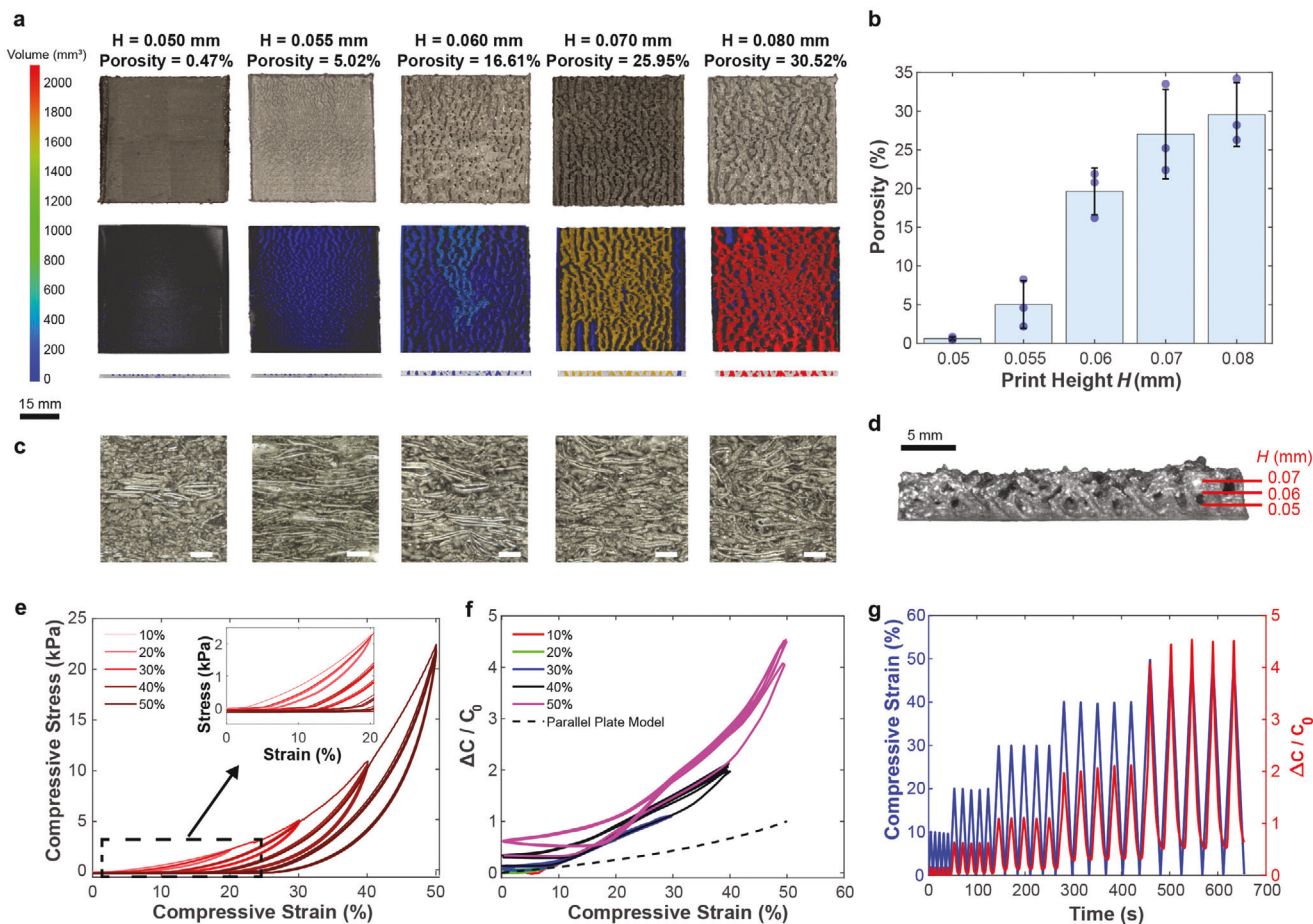 a
H = 0.050 mm
Porosity = 0.47%
H = 0.055 mm
Porosity = 5.02%
H = 0.060 mm
Porosity = 16.61%
H = 0.070 mm
Porosity = 25.95%
H = 0.080 mm
Porosity = 30.52%
Volume (mm³)
2000
1800
1600
1400
1200
1000
800
600
400
200
0
15 mm
b
Porosity (%)
35
30
25
20
15
10
5
0
0.05 0.055 0.06 0.07 0.08
Print Height H (mm)
c
d
5 mm
H (mm)
0.07
0.06
0.05
e
Compressive Stress (kPa)
25
20
15
10
5
0
10%
20%
30%
40%
50%
Stress (kPa)
2
1
0
0 10 20
Strain (%)
0 10 20 30 40 50
Compressive Strain (%)
f
ΔC / C0
5
4
3
2
1
0
10%
20%
30%
40%
50%
Parallel Plate Model
0 10 20 30 40 50 60
Compressive Strain (%)
g
Compressive Strain (%)
60
50
40
30
20
10
0
5
4
3
2
1
0
ΔC / C0
0 100 200 300 400 500 600 700
Time (s)